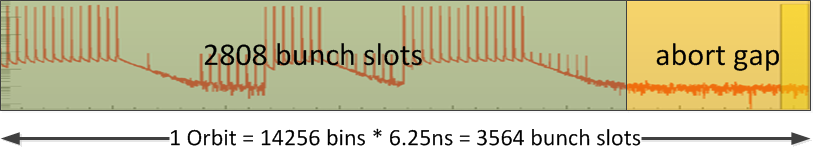 2808 bunch slots
abort gap
1 Orbit = 14256 bins * 6.25ns = 3564 bunch slots